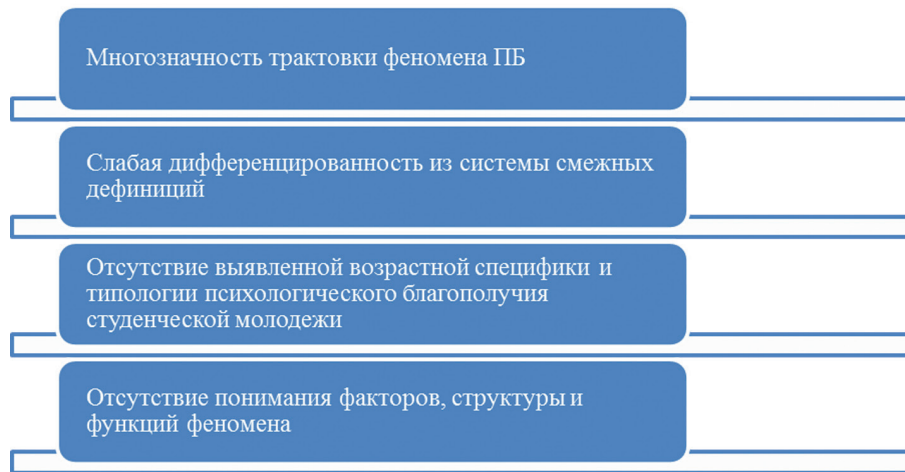 Многозначность трактовки феномена ПБ
Слабая дифференцированность из системы смежных
дефиниций
Отсутствие выявленной возрастной специфики и
типологии психологического благополучия
студенческой молодежи
Отсутствие понимания факторов, структуры и
функций феномена